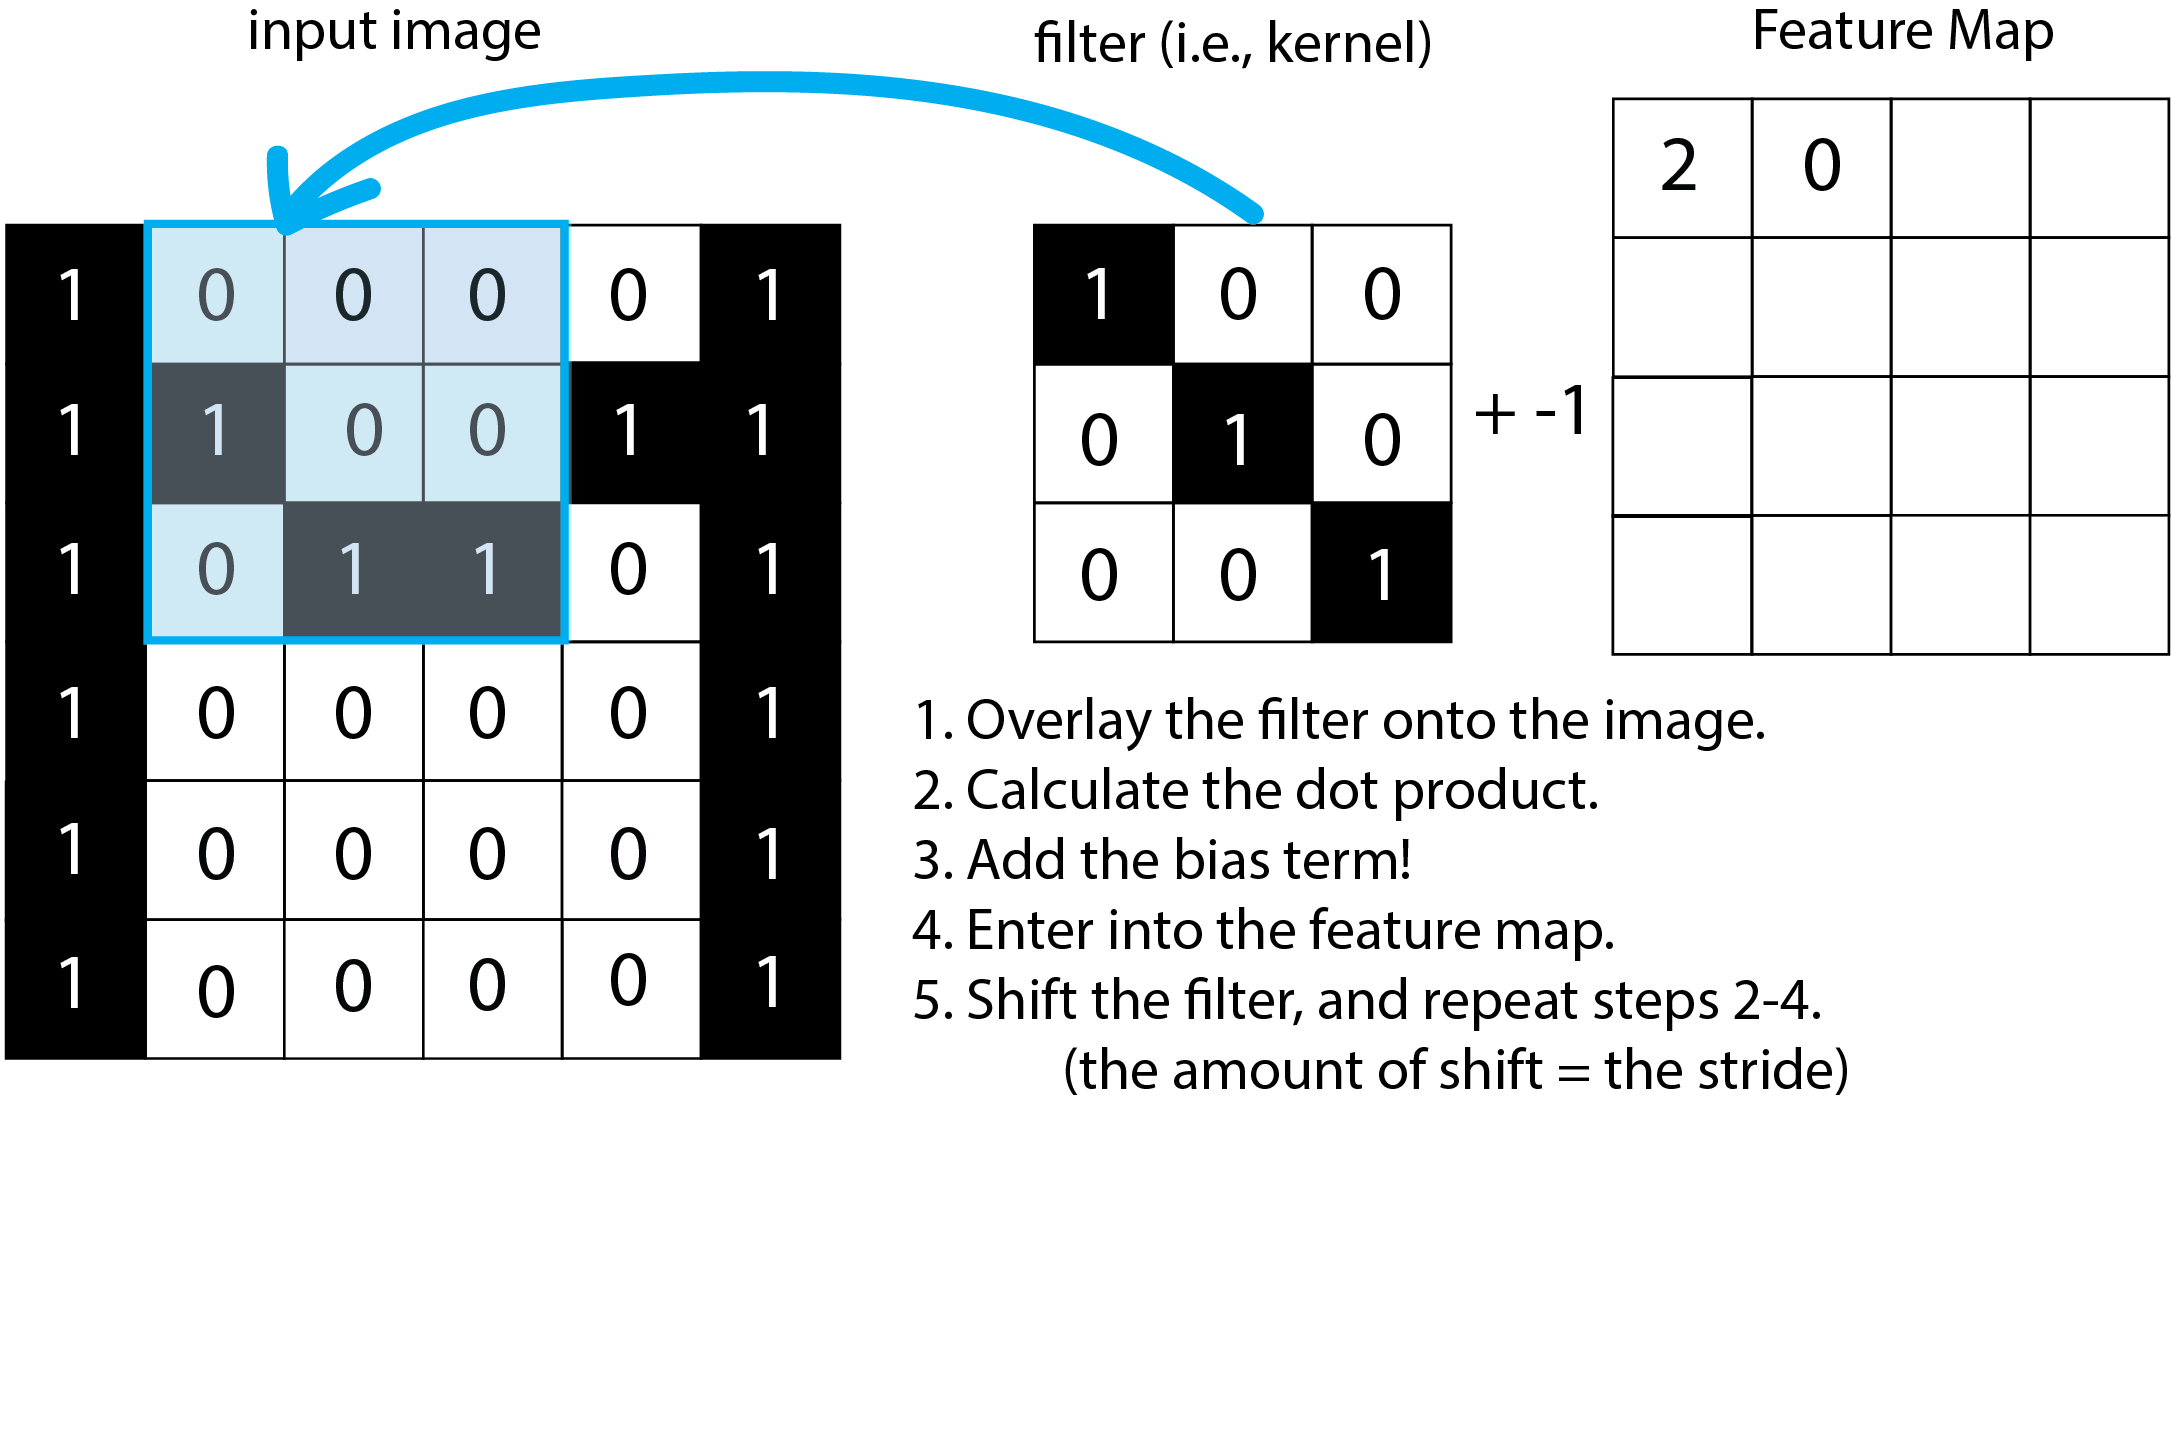 input image
filter (i.e., kernel)
Feature Map
2 0
1 0 0 0 0 1
1 0 0
1 1 0 0 1 1
0 1 0
+ -1
1 0 1 1 0 1
0 0 1
1 0 0 0 0 1
1 0 0 0 0 1
1 0 0 0 0 1
1. Overlay the filter onto the image.
2. Calculate the dot product.
3. Add the bias term!
4. Enter into the feature map.
5. Shift the filter, and repeat steps 2-4.
(the amount of shift = the stride)